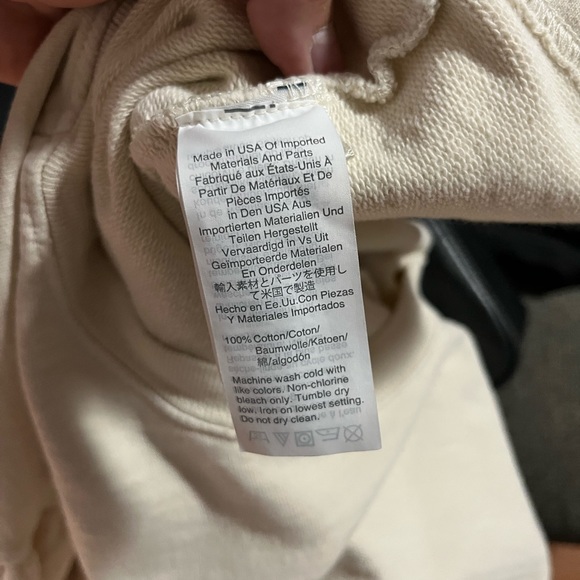 Made in USA Of Imported
Materials And Parts
Fabriqué aux États-Unis À
Partir De Matériaux Et De
Pièces Importés
in Den USA Aus
Importierten Materialien Und
Teilen Hergestellt
Vervaardigd in Vs Uit
Geïmporteerde Materialen
En Onderdelen
輸入素材とパーツを使用し
て米国で製造
Hecho en Ee.Uu.Con Piezas
Y Materiales Importados
100% Cotton/Coton/
Baumwolle/Katoen/
綿/algodón
Machine wash cold with
like colors. Non-chlorine
bleach only. Tumble dry
low. Iron on lowest setting.
Do not dry clean.